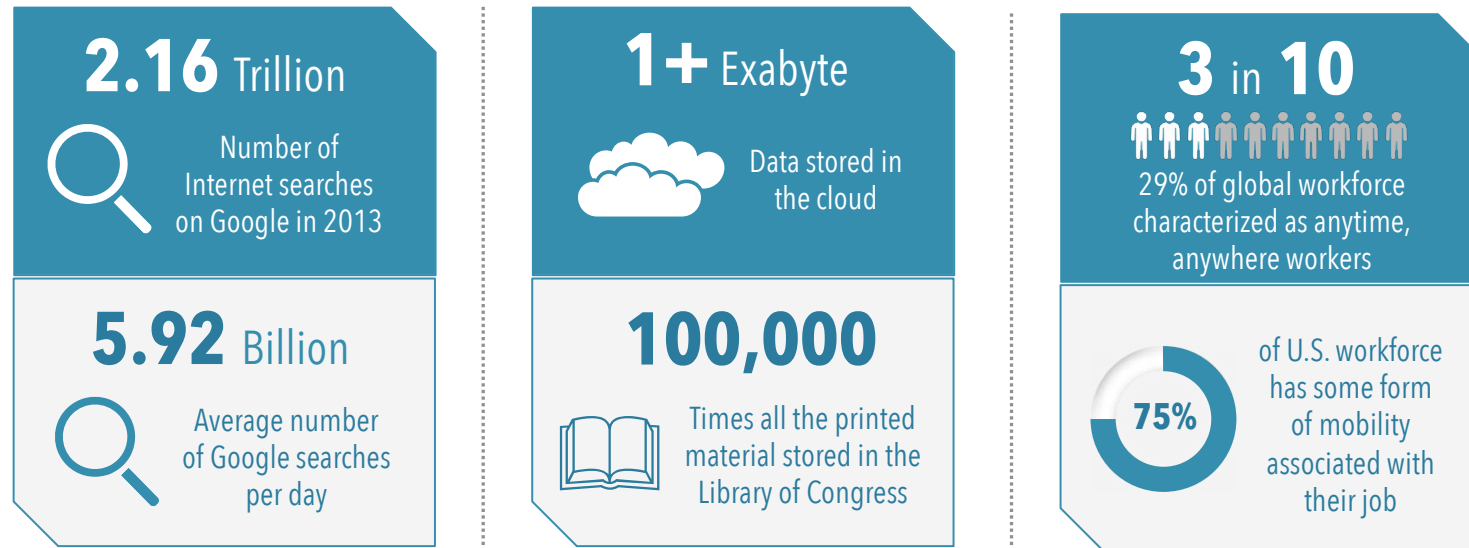 2.16 Trillion
Number of
Internet searches
on Google in 2013
5.92 Billion
Average number
of Google searches
per day
1+ Exabyte
Data stored in
the cloud
100,000
Times all the printed
material stored in the
Library of Congress
3 in 10
29% of global workforce
characterized as anytime,
anywhere workers
75%
of U.S. workforce
has some form
of mobility
associated with
their job